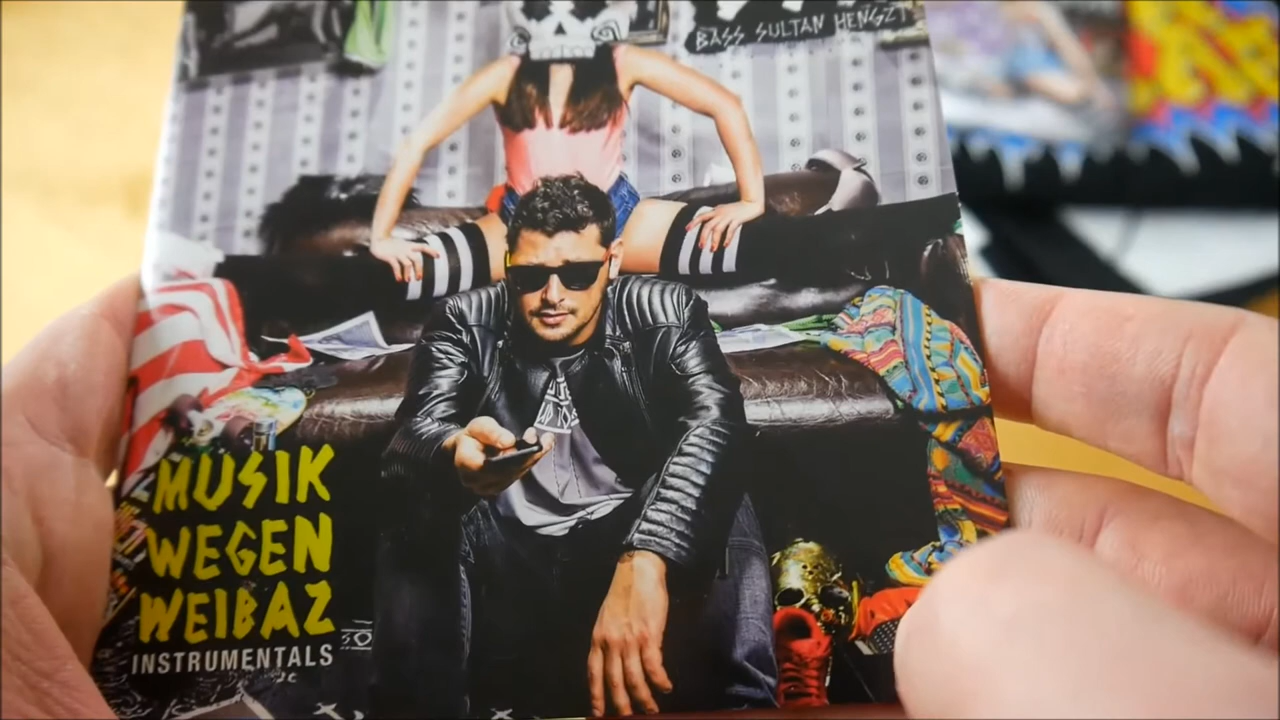 BASS SULTAN HENGZT
MUSIK
WEGEN
WEIBAZ
INSTRUMENTALS